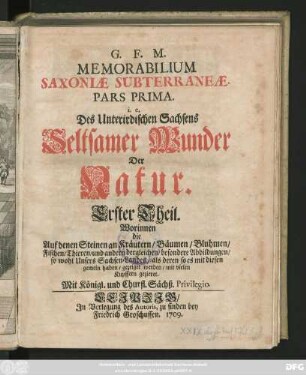 G. F. M.
MEMORABILIUM
SAXONIÆ SUBTERRANEÆ.
PARS PRIMA.
i. e.
Des Unterirdischen Sachsens
Seltsamer Wunder
Der
Natur.
Erster Theil.
Worinnen
die
Auf denen Steinen an Kräutern / Bäumen / Bluhmen /
Fischen / Thieren, und andern dergleichen / besondere Abbildungen /
so wohl Unsers Sachsen-Landes / als deren so es mit diesen
gemein haben / gezeiget werden / mit vielen
Kupffern gezieret.
Mit Königl. und Churfl. Sächß. Privilegio.
LEIPZIG /
In Verlegung des Autoris, zu finden bey
Friedrich Groschuffen. 1709.